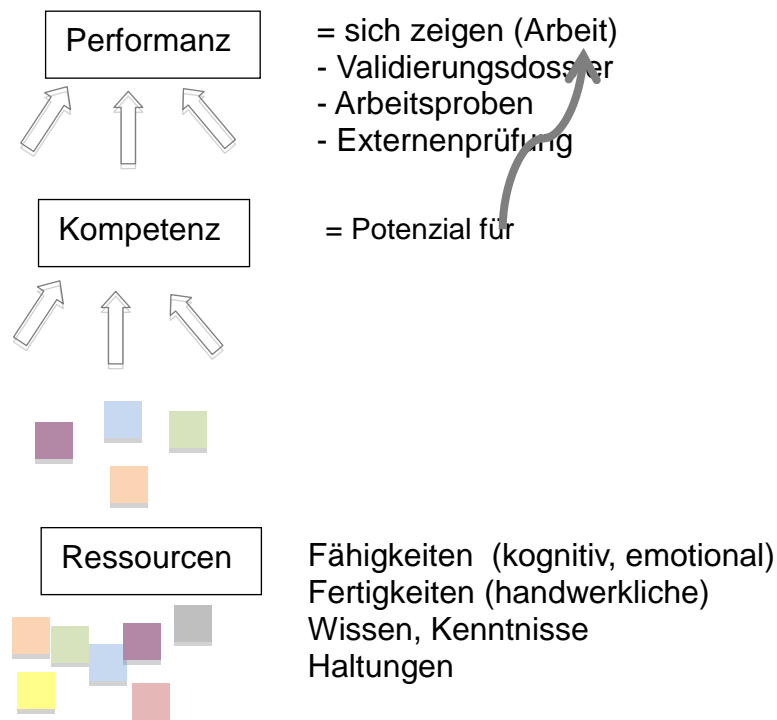 Performanz
= sich zeigen (Arbeit)
- Validierungsdossier
- Arbeitsproben
- Externenprüfung
Kompetenz
= Potenzial für
Ressourcen
Fähigkeiten (kognitiv, emotional)
Fertigkeiten (handwerkliche)
Wissen, Kenntnisse
Haltungen